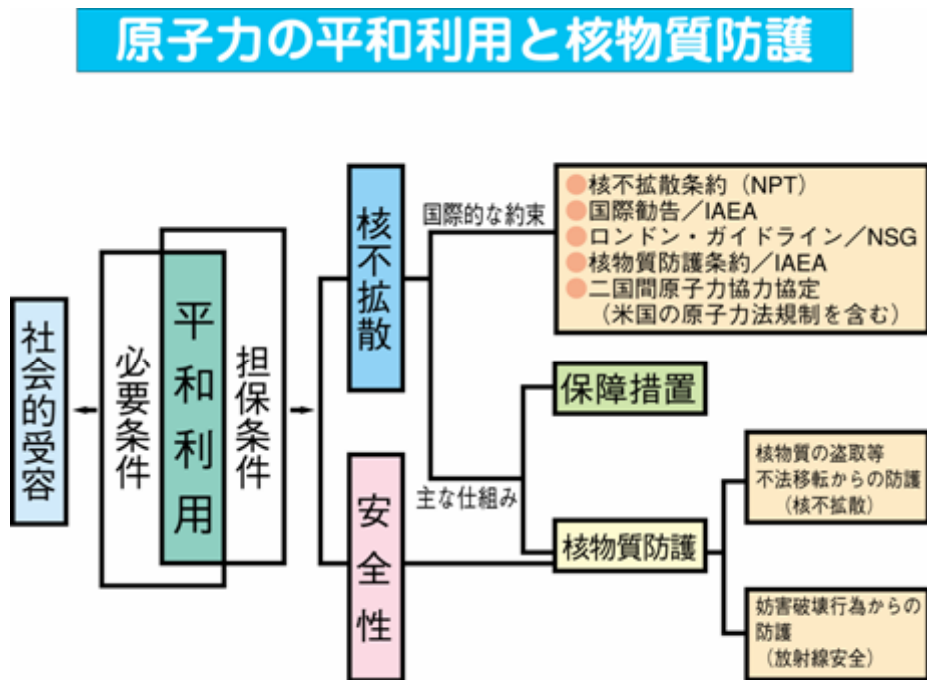 原子力の平和利用と核物質防護
社会的受容
必要条件
平和利用
担保条件
核不拡散
安全性
国際的な約束
●核不拡散条約（NPT）
●国際勧告／IAEA
●ロンドン・ガイドライン／NSG
●核物質防護条約／IAEA
●二国間原子力協力協定
（米国の原子力法規制を含む）
主な仕組み
保障措置
核物質防護
核物質の盗取等
不法移転からの防護
（核不拡散）
妨害破壊行為からの
防護
（放射線安全）